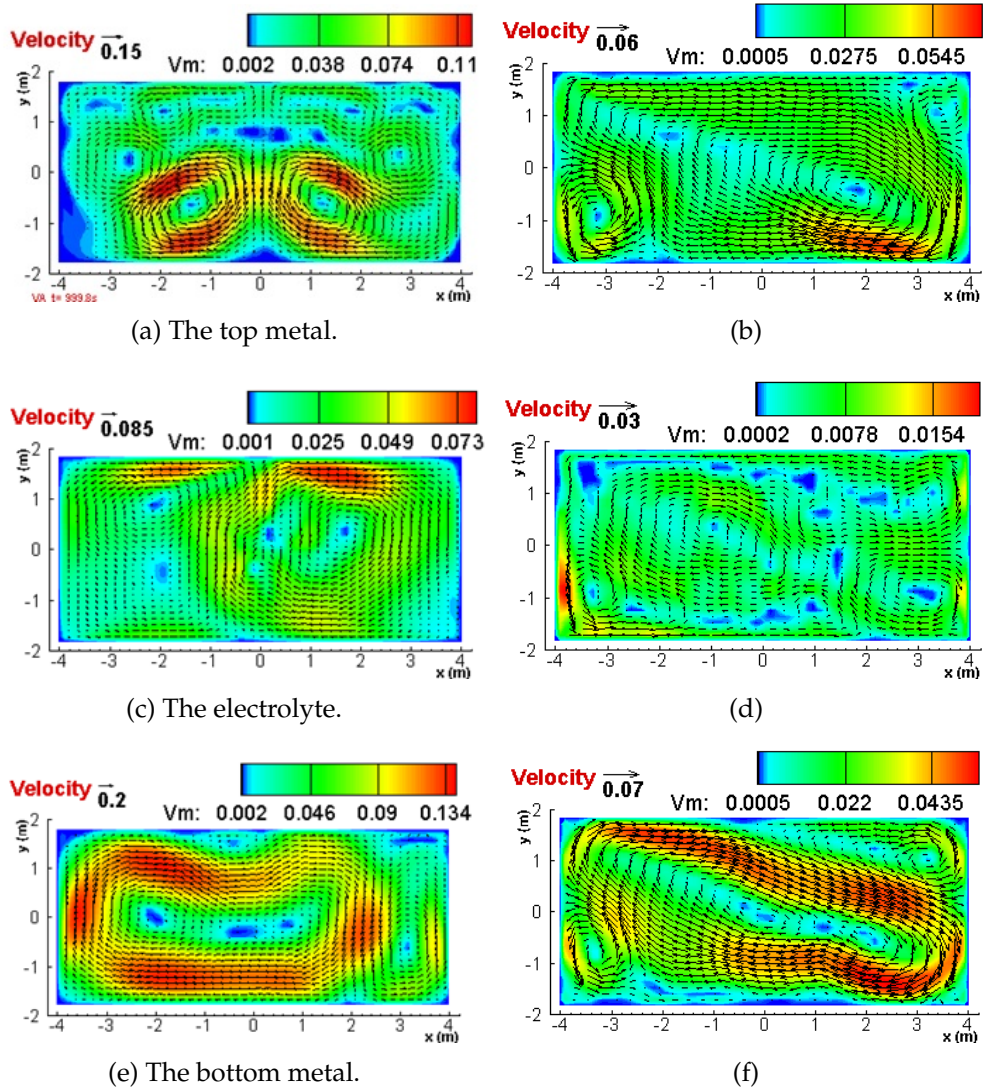 Velocity 0.15
Vm: 0.002 0.038 0.074 0.11
y (m)
2
1
0
-1
-2
-4 -3 -2 -1 0 1 2 3 4
x (m)
VA t= 999.8s
(a) The top metal.
Velocity 0.06
Vm: 0.0005 0.0275 0.0545
y (m)
2
1
0
-1
-2
-4 -3 -2 -1 0 1 2 3 4
x (m)
(b)
Velocity 0.085
Vm: 0.001 0.025 0.049 0.073
y (m)
2
1
0
-1
-2
-4 -3 -2 -1 0 1 2 3 4
x (m)
(c) The electrolyte.
Velocity 0.03
Vm: 0.0002 0.0078 0.0154
y (m)
2
1
0
-1
-2
-4 -3 -2 -1 0 1 2 3 4
x (m)
(d)
Velocity 0.2
Vm: 0.002 0.046 0.09 0.134
y (m)
2
1
0
-1
-2
-4 -3 -2 -1 0 1 2 3 4
x (m)
(e) The bottom metal.
Velocity 0.07
Vm: 0.0005 0.022 0.0435
y (m)
2
1
0
-1
-2
-4 -3 -2 -1 0 1 2 3 4
x (m)
(f)